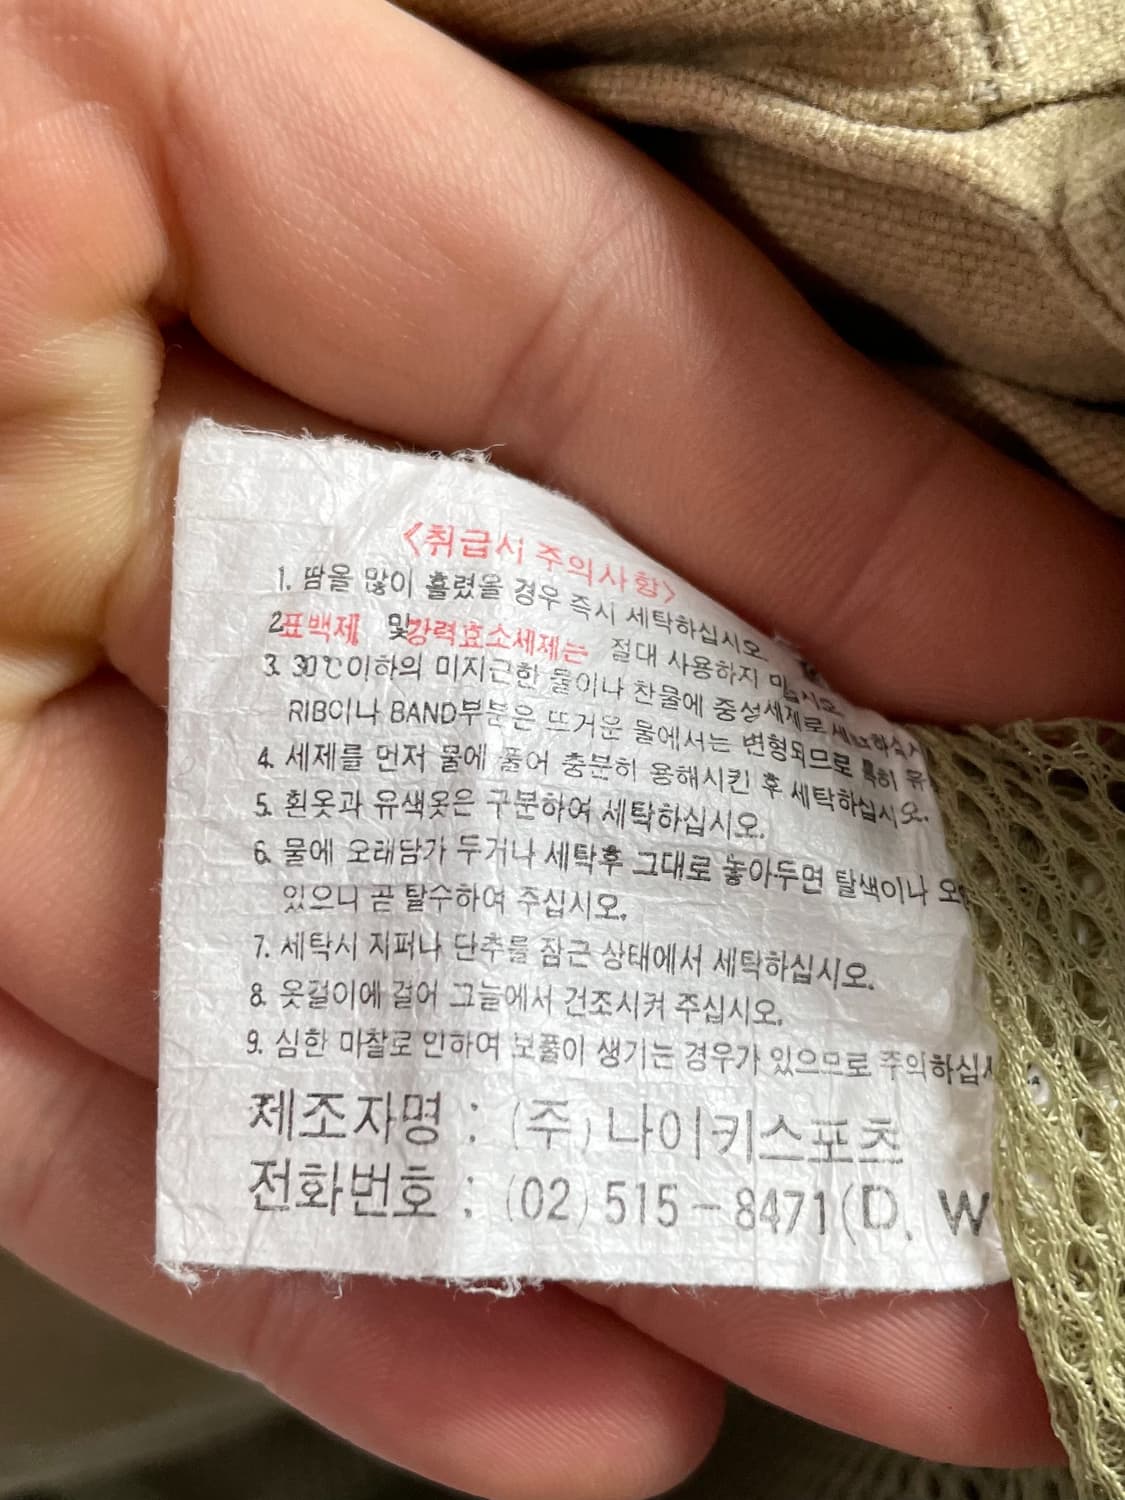 <취급시 주의사항>
1. 땀을 많이 흘렸을 경우 즉시 세탁하십시오.
2.표백제 및강력효소세제는 절대 사용하지 마십시오.
3. 30℃이하의 미지근한 물이나 찬물에 중성세제로 세탁하십시
RIB이나 BAND부분은 뜨거운 물에서는 변형되므로 특히 유
4. 세제를 먼저 물에 풀어 충분히 용해시킨 후 세탁하십시오.
5. 흰옷과 유색옷은 구분하여 세탁하십시오.
6. 물에 오래담가 두거나 세탁후 그대로 놓아두면 탈색이나
있으니 곧 탈수하여 주십시오.
7. 세탁시 지퍼나 단추를 잠근 상태에서 세탁하십시오.
8. 옷걸이에 걸어 그늘에서 건조시켜 주십시오.
9. 심한 마찰로 인하여 보풀이 생기는 경우가 있으므로 주의하십시
제조자명 : (주) 나이키스포츠
전화번호 : (02) 515-8471(D. W